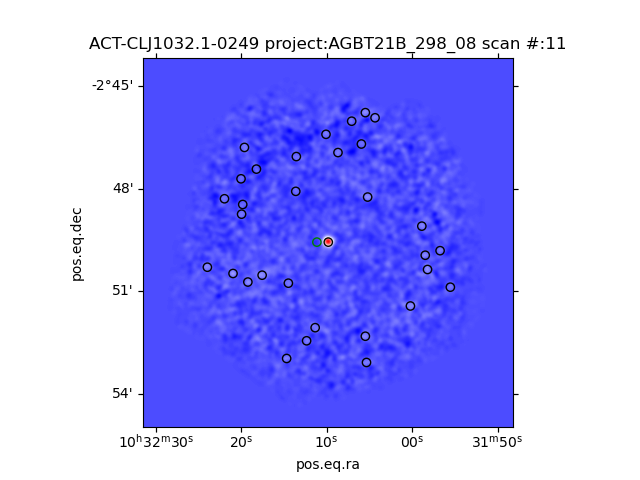 ACT-CLJ1032.1-0249 project:AGBT21B_298_08 scan #:11
-2°45'
48'
51'
54'
pos.eq.dec
10ʰ32ᵐ30ˢ 20ˢ 10ˢ 00ˢ 31ᵐ50ˢ
pos.eq.ra